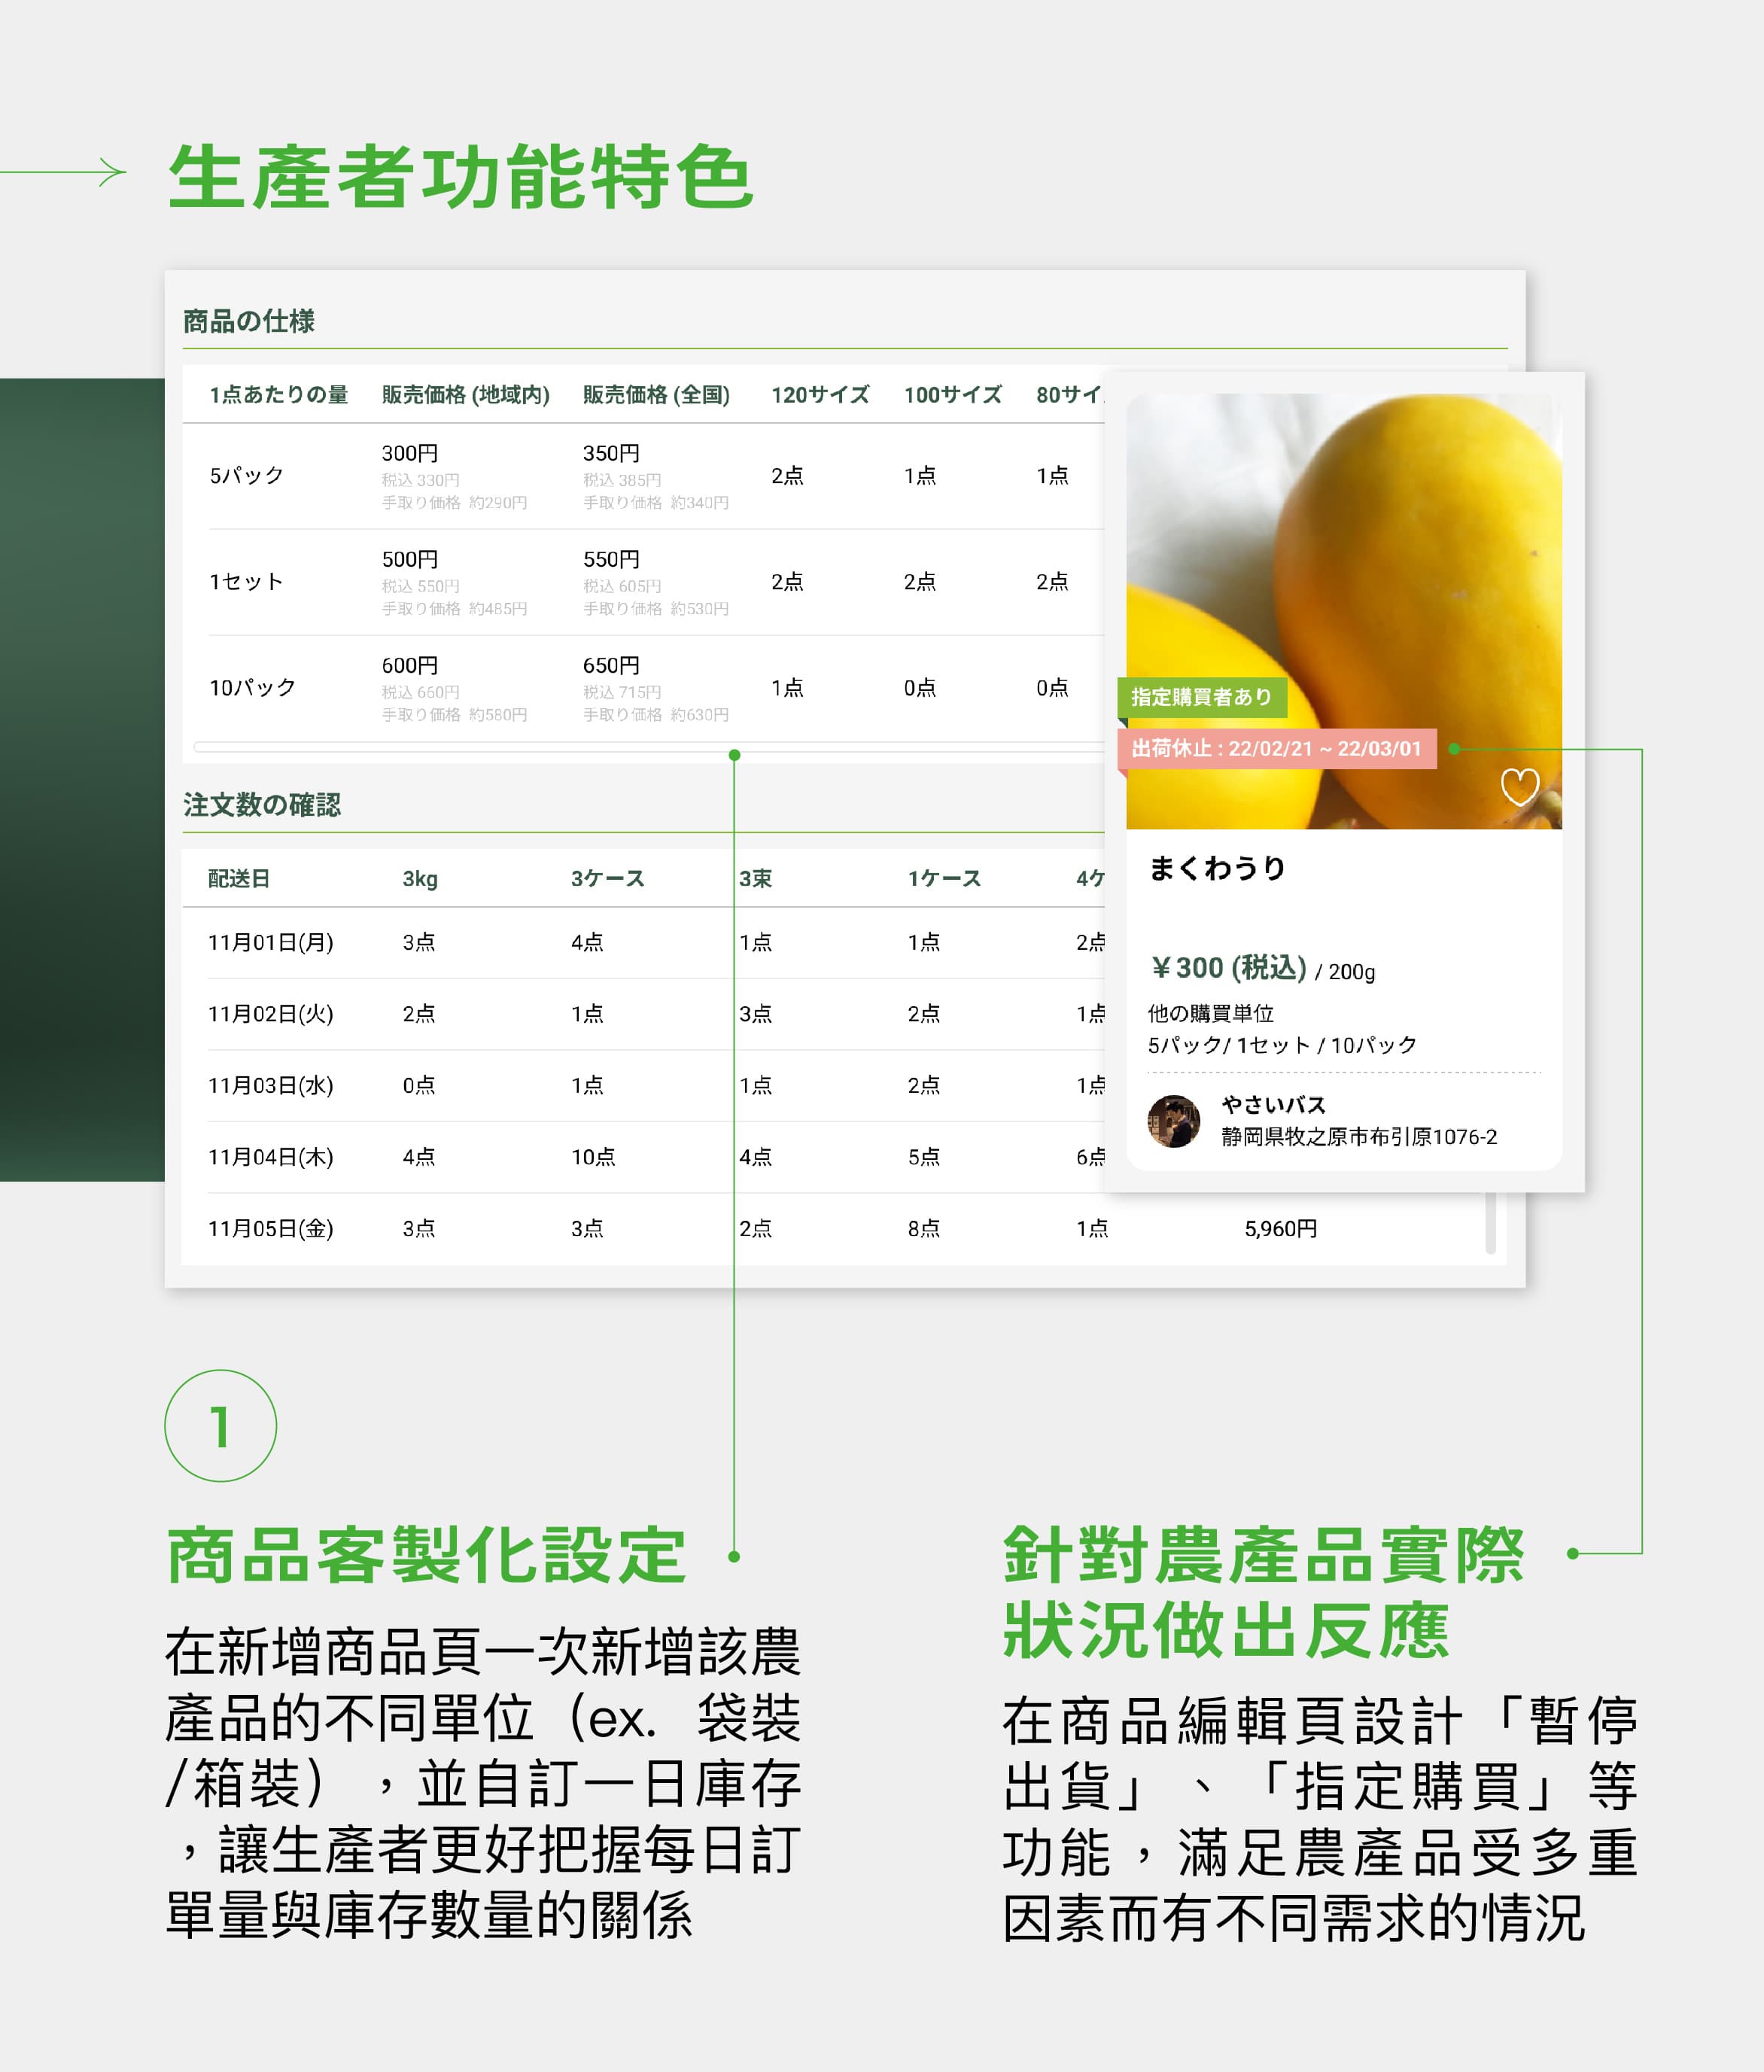 生產者功能特色
商品の仕様
1点あたりの量 販売価格 (地域内) 販売価格 (全国) 120サイズ 100サイズ 80サイ
5パック 300円 350円 2点 1点 1点
税込 330円 税込 385円
手取り価格 約290円 手取り価格 約340円
1セット 500円 550円 2点 2点 2点
税込 550円 税込 605円
手取り価格 約485円 手取り価格 約530円
10パック 600円 650円 1点 0点 0点
税込 660円 税込 715円
手取り価格 約580円 手取り価格 約630円
注文数の確認
配送日 3kg 3ケース 3束 1ケース 4ケ
11月01日(月) 3点 4点 1点 1点 2点
11月02日(火) 2点 1点 3点 2点 1点
11月03日(水) 0点 1点 1点 2点 1点
11月04日(木) 4点 10点 4点 5点 6点
11月05日(金) 3点 3点 2点 8点 1点 5,960円
指定購買者あり
出荷休止 : 22/02/21 ~ 22/03/01
まくわうり
￥300 (税込) / 200g
他の購買単位
5パック/ 1セット / 10パック
やさいバス
静岡県牧之原市布引原1076-2
1
商品客製化設定
在新增商品頁一次新增該農
產品的不同單位（ex. 袋裝
/箱裝），並自訂一日庫存
，讓生產者更好把握每日訂
單量與庫存數量的關係
針對農產品實際
狀況做出反應
在商品編輯頁設計「暫停
出貨」、「指定購買」等
功能，滿足農產品受多重
因素而有不同需求的情況